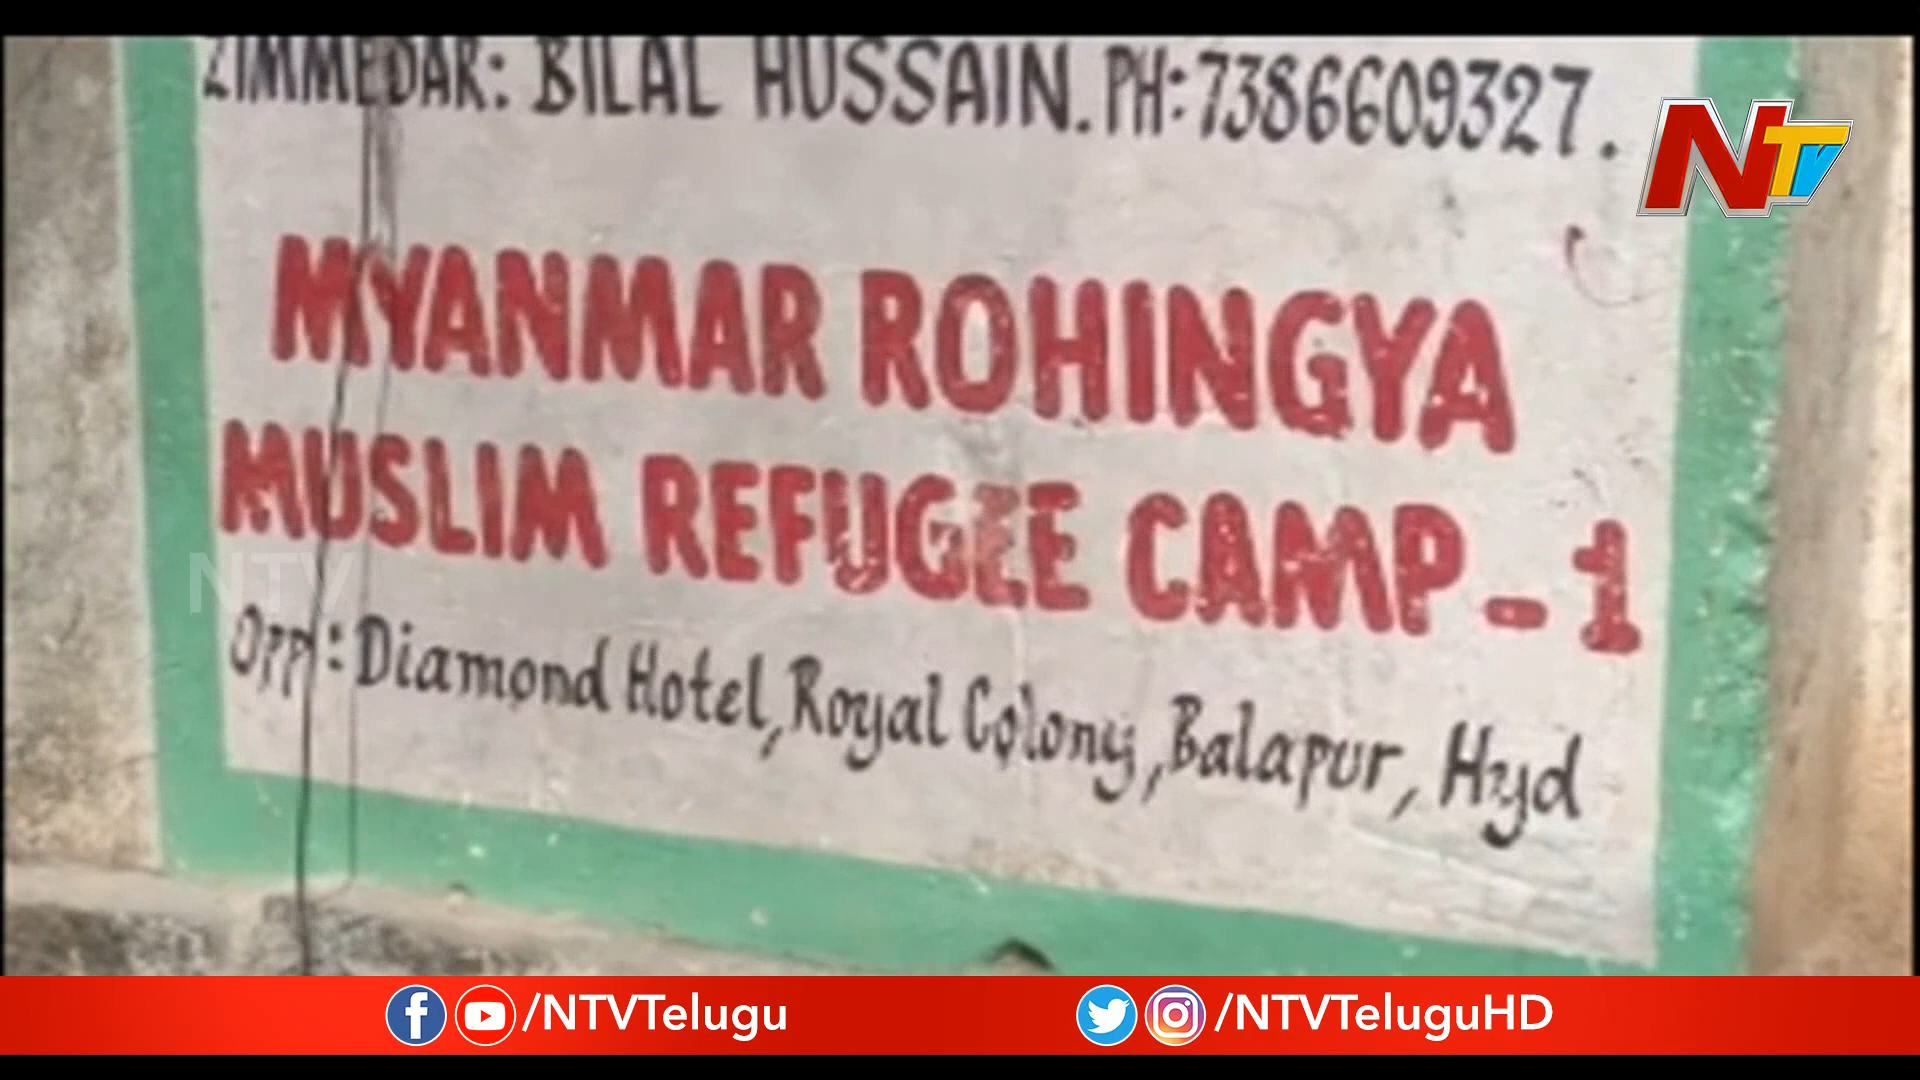 ZIMMEDAR: BILAL HUSSAIN. PH: 7386609327.
NTV
MYANMAR ROHINGYA
MUSLIM REFUGEE CAMP-1
NTV
Opp: Diamond Hotel, Royal Colony, Balapur, Hyd
/NTVTelugu
/NTVTeluguHD